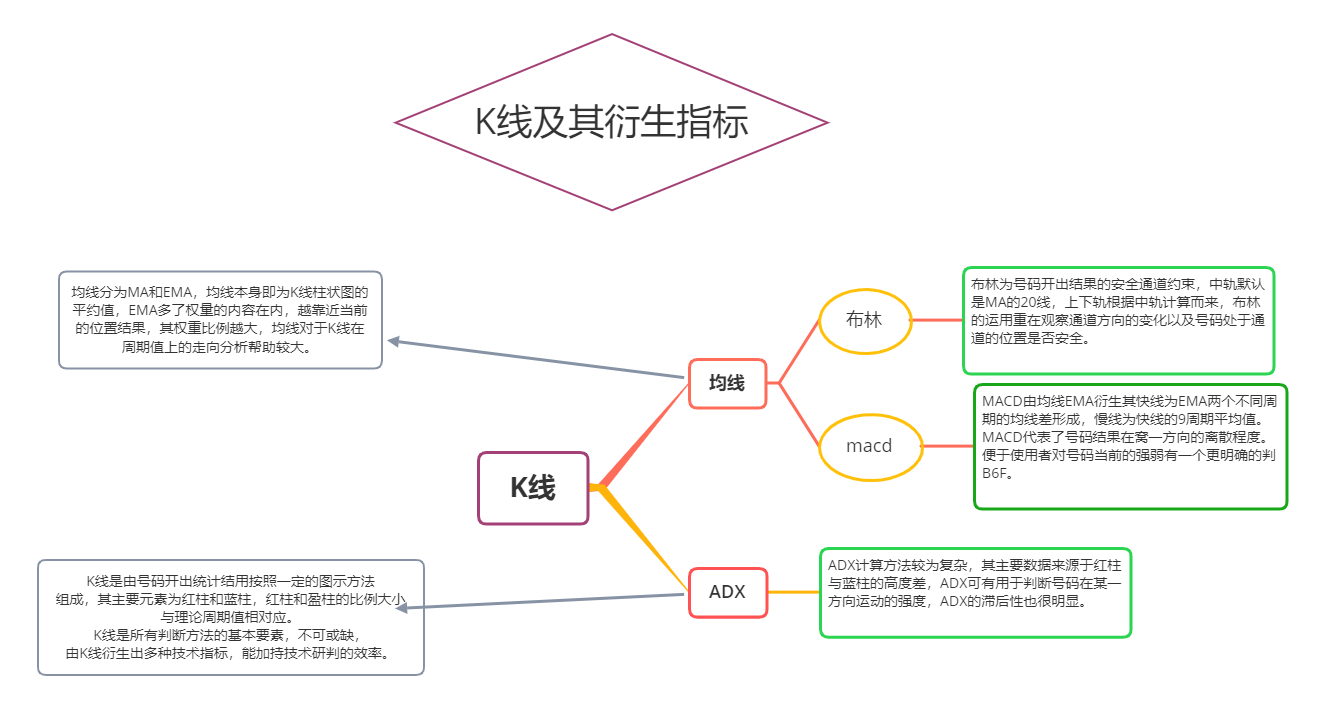 K线及其衍生指标
均线分为MA和EMA，均线本身即为K线柱状图的
平约值，EMA多了权量的内容在内，越靠近当前
的位置结果，其权重比例越大，均线对于K线在
周期值上的走向分析帮助较大。
布林
布林为号码开出结果的安全通道约束，中轨默认
是MA的20线，上下轨根据中轨计算而来，布林
的运用重在观察通道方向的变化以及号码处于通
道的位置是否安全。
均线
macd
MACD由均线EMA衍生其快线为EMA两个不同周
期的均线差形成，慢线为快线的9周期平均值。
MACD代表了号码结果在窝一方向的离散程度。
便于使用者对号码当前的强弱有一个更明确的判
B6F。
K线
K线是由号码开出统计结用按照一定的图示方法
组成，其主要元素为红柱和蓝柱，红柱和盈柱的比例大小
与理论周期值相对应。
K线是所有判断方法的基本要素，不可或缺，
由K线衍生出多种技术指标，能加持技术研判的效率。
ADX
ADX计算方法较为复杂，其主要数据来源于红柱
与蓝柱的高度差，ADX可有用于判断号码在某一
方向运动的强度，ADX的滞后性也很明显。